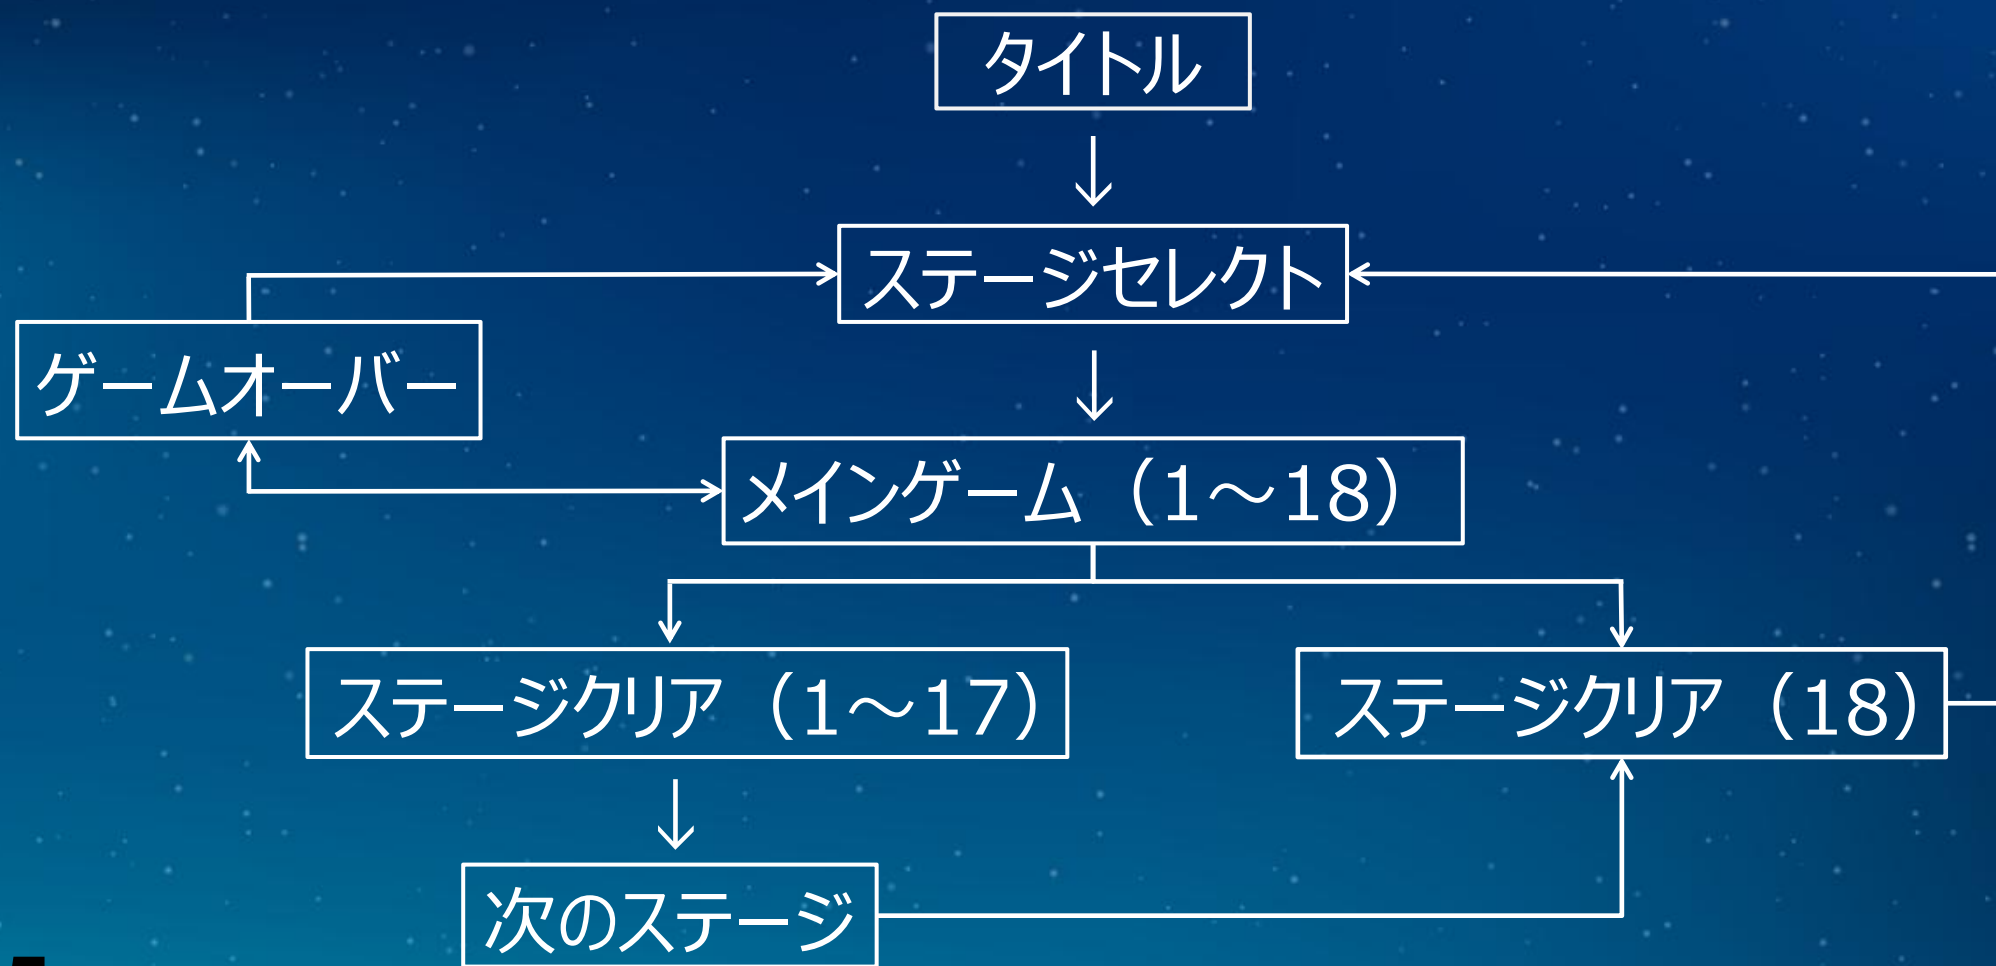 タイトル
ステージセレクト
ゲームオーバー
メインゲーム（1～18）
ステージクリア（1～17）
ステージクリア（18）
次のステージ